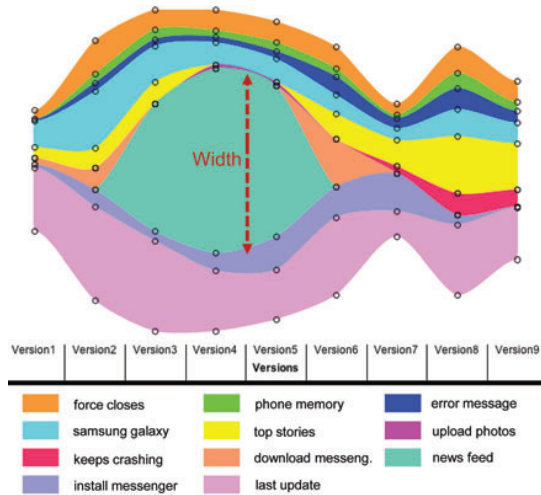 Width
Version1 Version2 Version3 Version4 Version5 Version6 Version7 Version8 Version9
Versions
force closes phone memory error message
samsung galaxy top stories upload photos
keeps crashing download messeng. news feed
install messenger last update